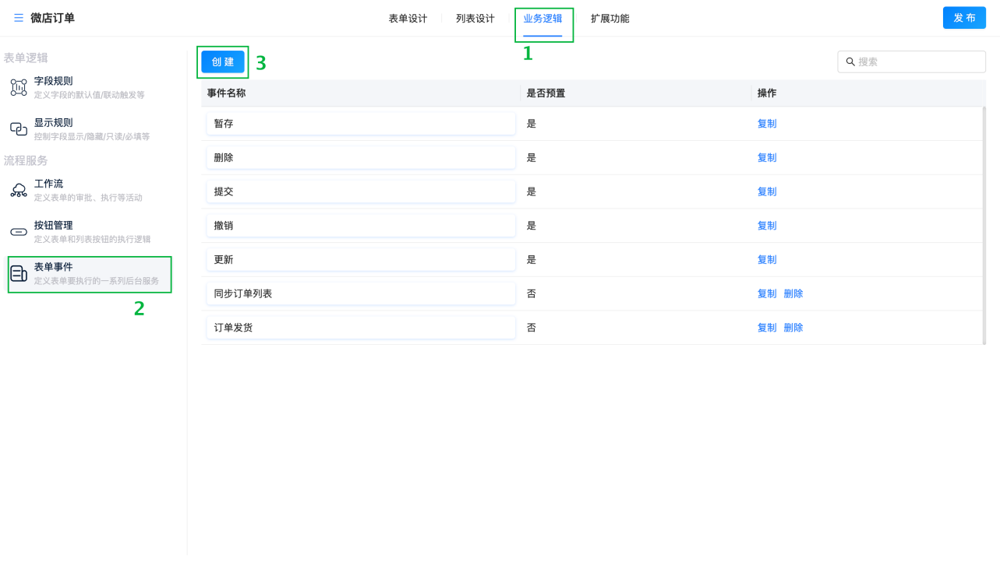 微店订单
表单设计
列表设计
业务逻辑
扩展功能
发 布
1
表单逻辑
字段规则
定义字段的默认值/联动触发等
显示规则
控制字段显示/隐藏/只读/必填等
流程服务
工作流
定义表单的审批、执行等活动
按钮管理
定义表单和列表按钮的执行逻辑
表单事件
定义表单要执行的一系列后台服务
2
创 建
3
搜索
事件名称 是否预置 操作
暂存 是 复制
删除 是 复制
提交 是 复制
撤销 是 复制
更新 是 复制
同步订单列表 否 复制 删除
订单发货 否 复制 删除